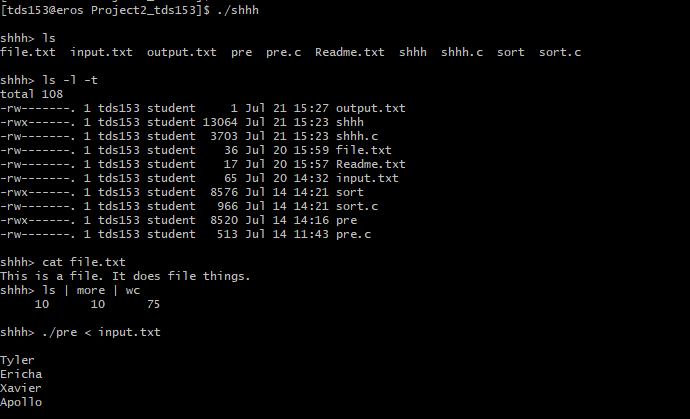 [tds153@eros Project2_tds153]$ ./shhh
shhh> ls
file.txt  input.txt  output.txt  pre  pre.c  Readme.txt  shhh  shhh.c  sort  sort.c
shhh> ls -l -t
total 108
-rw-------. 1 tds153 student     1 Jul 21 15:27 output.txt
-rwx------. 1 tds153 student 13064 Jul 21 15:23 shhh
-rw-------. 1 tds153 student  3703 Jul 21 15:23 shhh.c
-rw-------. 1 tds153 student    36 Jul 20 15:59 file.txt
-rw-------. 1 tds153 student    17 Jul 20 15:57 Readme.txt
-rw-------. 1 tds153 student    65 Jul 20 14:32 input.txt
-rwx------. 1 tds153 student  8576 Jul 14 14:21 sort
-rw-------. 1 tds153 student   966 Jul 14 14:21 sort.c
-rwx------. 1 tds153 student  8520 Jul 14 14:16 pre
-rw-------. 1 tds153 student   513 Jul 14 11:43 pre.c
shhh> cat file.txt
This is a file. It does file things.
shhh> ls | more | wc
     10      10      75
shhh> ./pre < input.txt
Tyler
Ericha
Xavier
Apollo